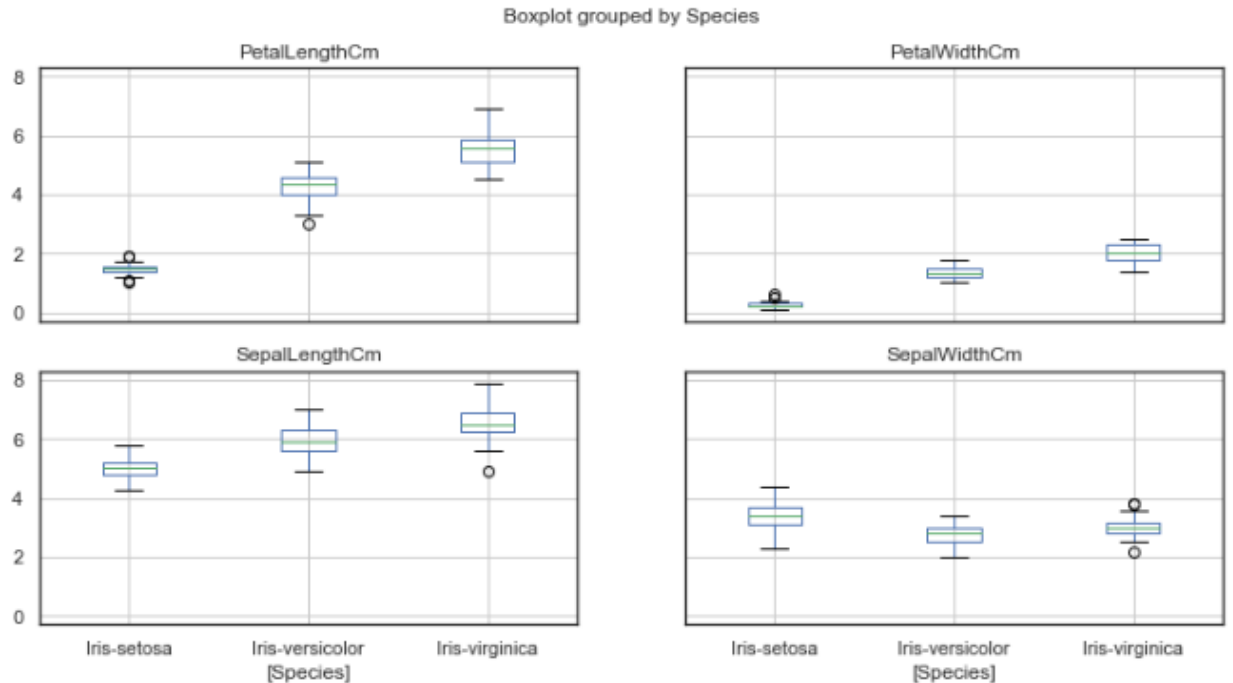 Boxplot grouped by Species
PetalLengthCm
PetalWidthCm
8
6
4
2
0
SepalLengthCm
SepalWidthCm
8
6
4
2
0
Iris-setosa Iris-versicolor Iris-virginica
[Species]
Iris-setosa Iris-versicolor Iris-virginica
[Species]